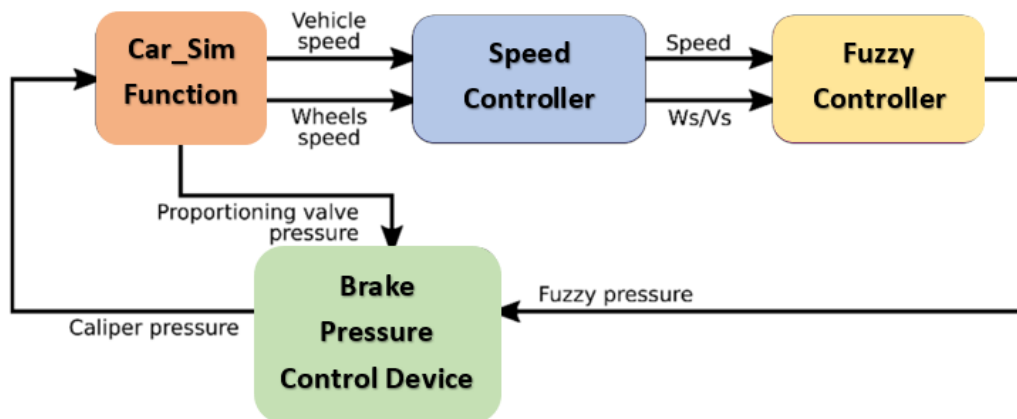 Vehicle
speed
Car_Sim
Function
Wheels
speed
Speed
Controller
Speed
Ws/Vs
Fuzzy
Controller
Proportioning valve
pressure
Brake
Pressure
Control Device
Fuzzy pressure
Caliper pressure